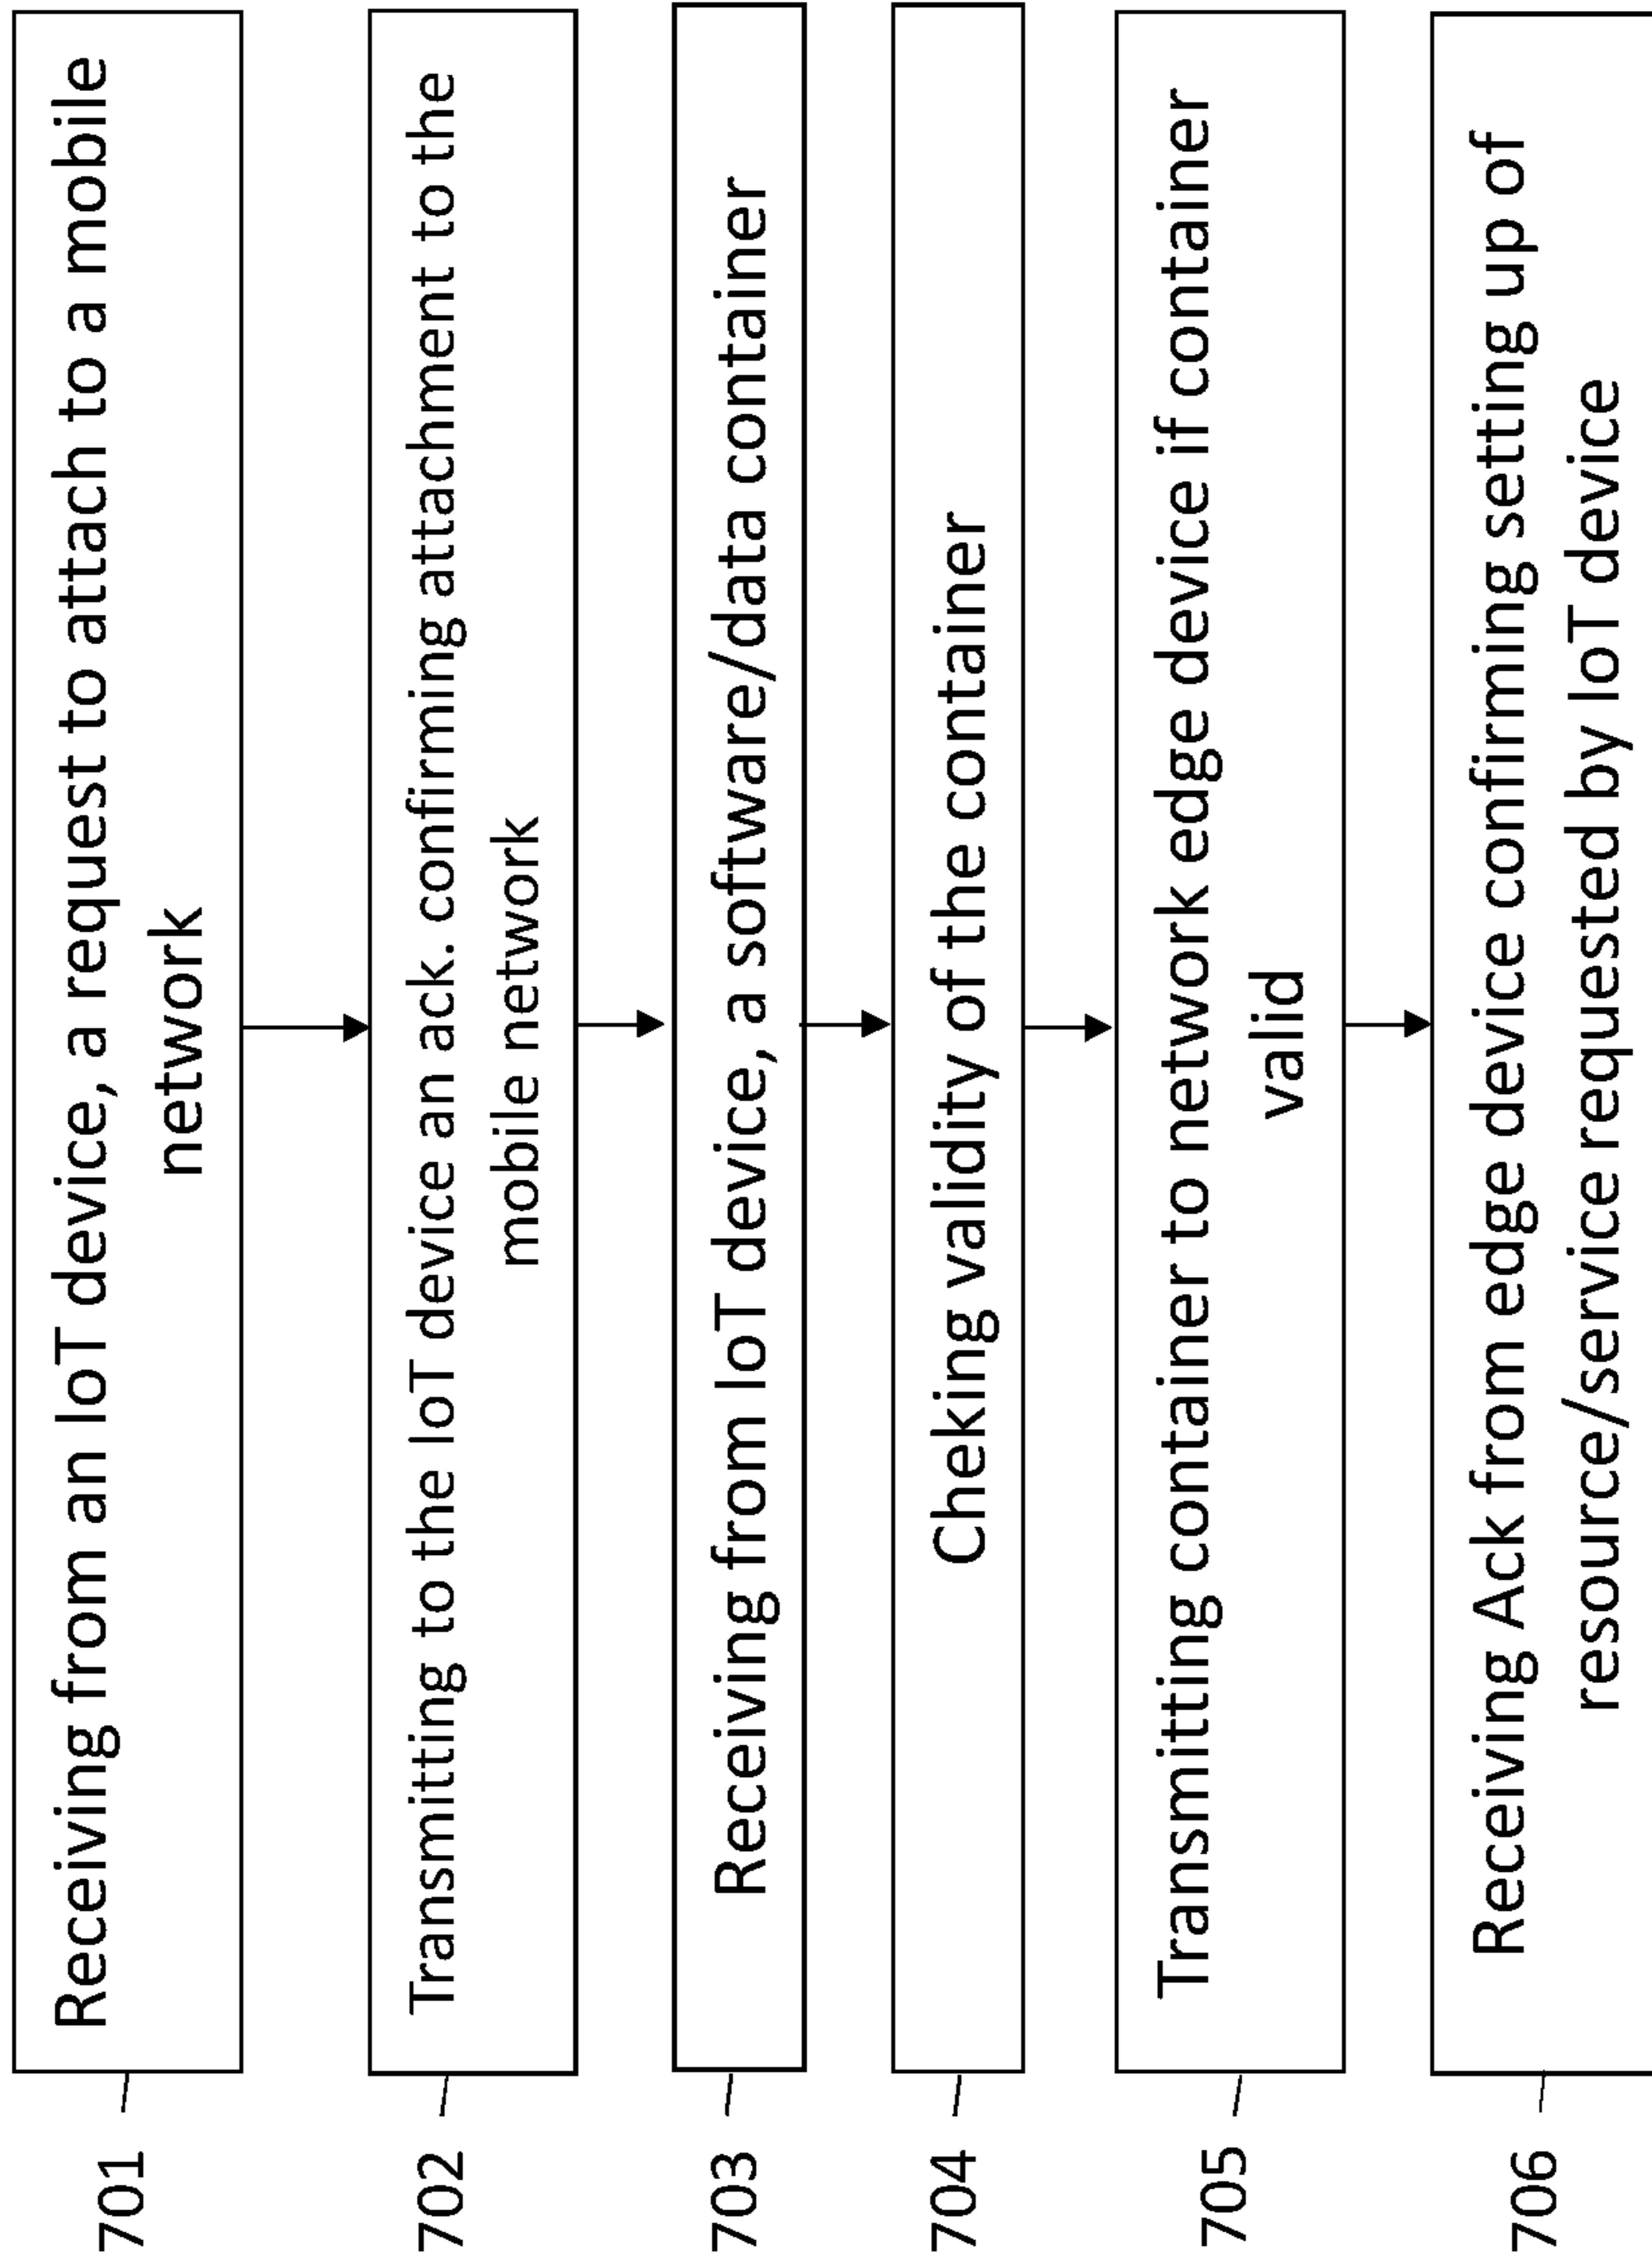 701
Receiving from an IoT device, a request to attach to a mobile
network
702
Transmitting to the IoT device an ack. confirming attachment to the
mobile network
703
Receiving from IoT device, a software/data container
704
Cheking validity of the container
705
Transmitting container to network edge device if container
valid
706
Receiving Ack from edge device confirming setting up of
resource/service requested by IoT device